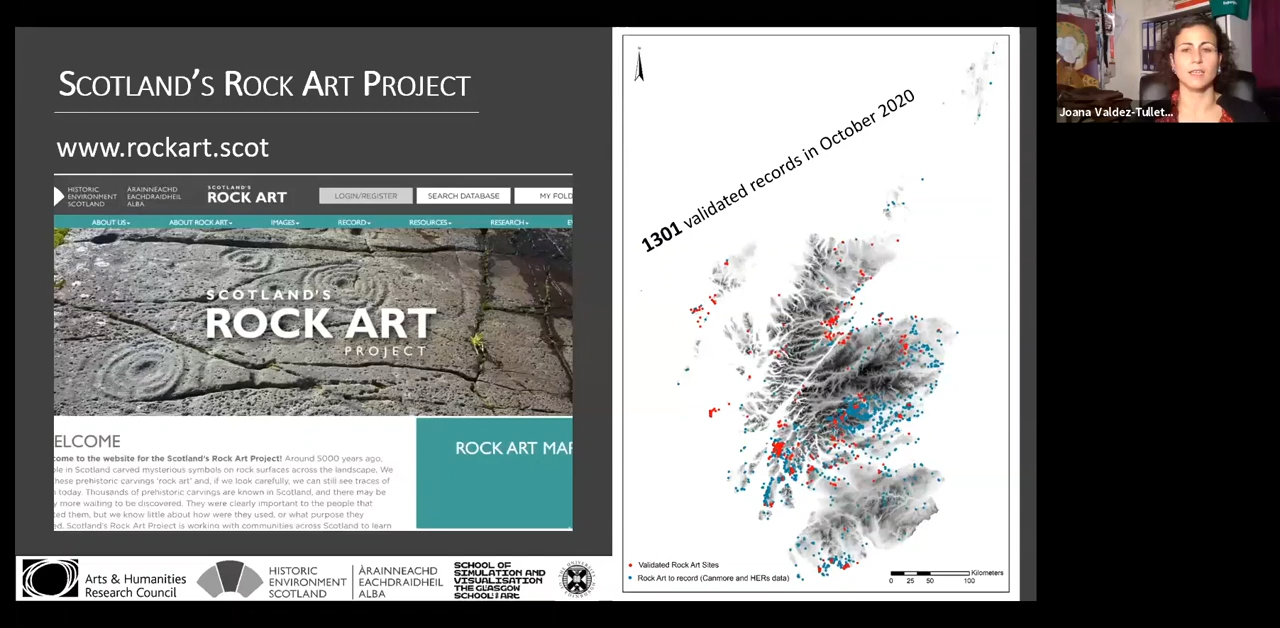 SCOTLAND'S ROCK ART PROJECT
www.rockart.scot
HISTORIC
ENVIRONMENT
SCOTLAND
ÀRAINNEACHD
EACHDRAIDHEIL
ALBA
SCOTLAND'S
ROCK ART
LOGIN/REGISTER
SEARCH DATABASE
MY FOLD
ABOUT US
ABOUT ROCK ART
IMAGES
RECORD
RESOURCES
RESEARCH
E
SCOTLAND'S
ROCK ART
PROJECT
ELCOME
come to the website for the Scotland's Rock Art Project! Around 5000 years ago,
ple in Scotland carved mysterious symbols on rock surfaces across the landscape. We
hese prehistoric carvings 'rock art' and, if we look carefully, we can still see traces of
today. Thousands of prehistoric carvings are known in Scotland, and there may be
y more waiting to be discovered. They were clearly important to the people that
ted them, but we know little about how were they used, or what purpose they
ed. Scotland's Rock Art Project is working with communities across Scotland to learn
ROCK ART MAP
Arts & Humanities
Research Council
HISTORIC
ENVIRONMENT
SCOTLAND
ÀRAINNEACHD
EACHDRAIDHEIL
ALBA
SCHOOL OF
SIMULATION AND
VISUALISATION
THE GLASGOW
SCHOOL OF ART
1301 validated records in October 2020
Validated Rock Art Sites
Rock Art to record (Canmore and HERs data)
Kilometers
0 25 50 100
Joana Valdez-Tullet...